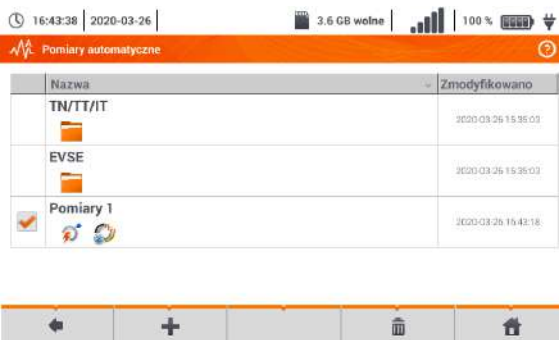 16:43:38 2020-03-26 3.6 GB wolne 100 %
Pomiary automatyczne
Nazwa Zmodyfikowano
TN/TT/IT
2020-03-26 15:35:03
EVSE
2020-03-26 15:35:03
Pomiary 1
2020-03-26 16:43:18